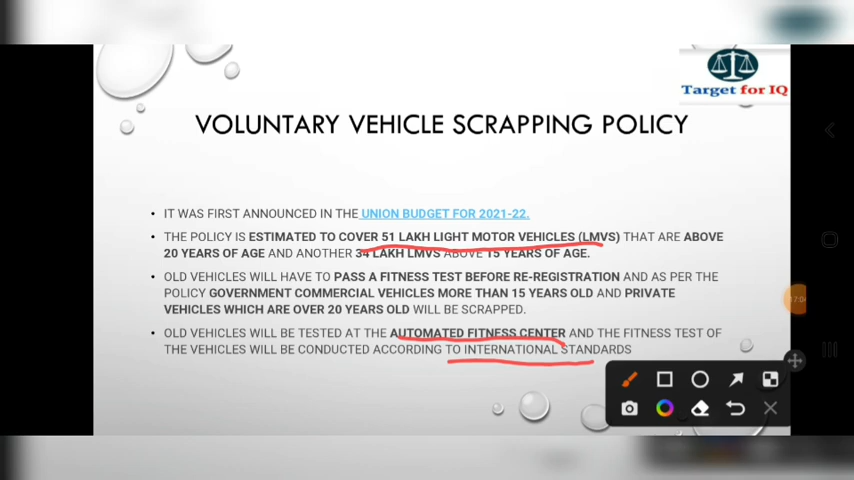 Target for IQ
VOLUNTARY VEHICLE SCRAPPING POLICY
• IT WAS FIRST ANNOUNCED IN THE UNION BUDGET FOR 2021-22.
• THE POLICY IS ESTIMATED TO COVER 51 LAKH LIGHT MOTOR VEHICLES (LMVS) THAT ARE ABOVE
20 YEARS OF AGE AND ANOTHER 34 LAKH LMVS ABOVE 15 YEARS OF AGE.
• OLD VEHICLES WILL HAVE TO PASS A FITNESS TEST BEFORE RE-REGISTRATION AND AS PER THE
POLICY GOVERNMENT COMMERCIAL VEHICLES MORE THAN 15 YEARS OLD AND PRIVATE
VEHICLES WHICH ARE OVER 20 YEARS OLD WILL BE SCRAPPED.
• OLD VEHICLES WILL BE TESTED AT THE AUTOMATED FITNESS CENTER AND THE FITNESS TEST OF
THE VEHICLES WILL BE CONDUCTED ACCORDING TO INTERNATIONAL STANDARDS